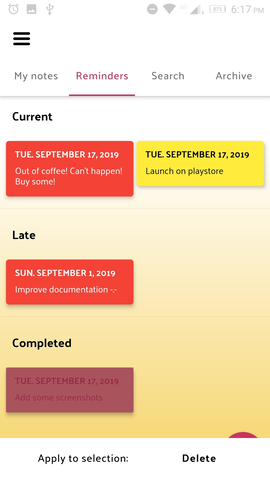 6:17 PM
My notes Reminders Search Archive
Current
TUE. SEPTEMBER 17, 2019
Out of coffee! Can't happen!
Buy some!
TUE. SEPTEMBER 17, 2019
Launch on playstore
Late
SUN. SEPTEMBER 1, 2019
Improve documentation -.-
Completed
TUE. SEPTEMBER 17, 2019
Add some screenshots
Apply to selection: Delete